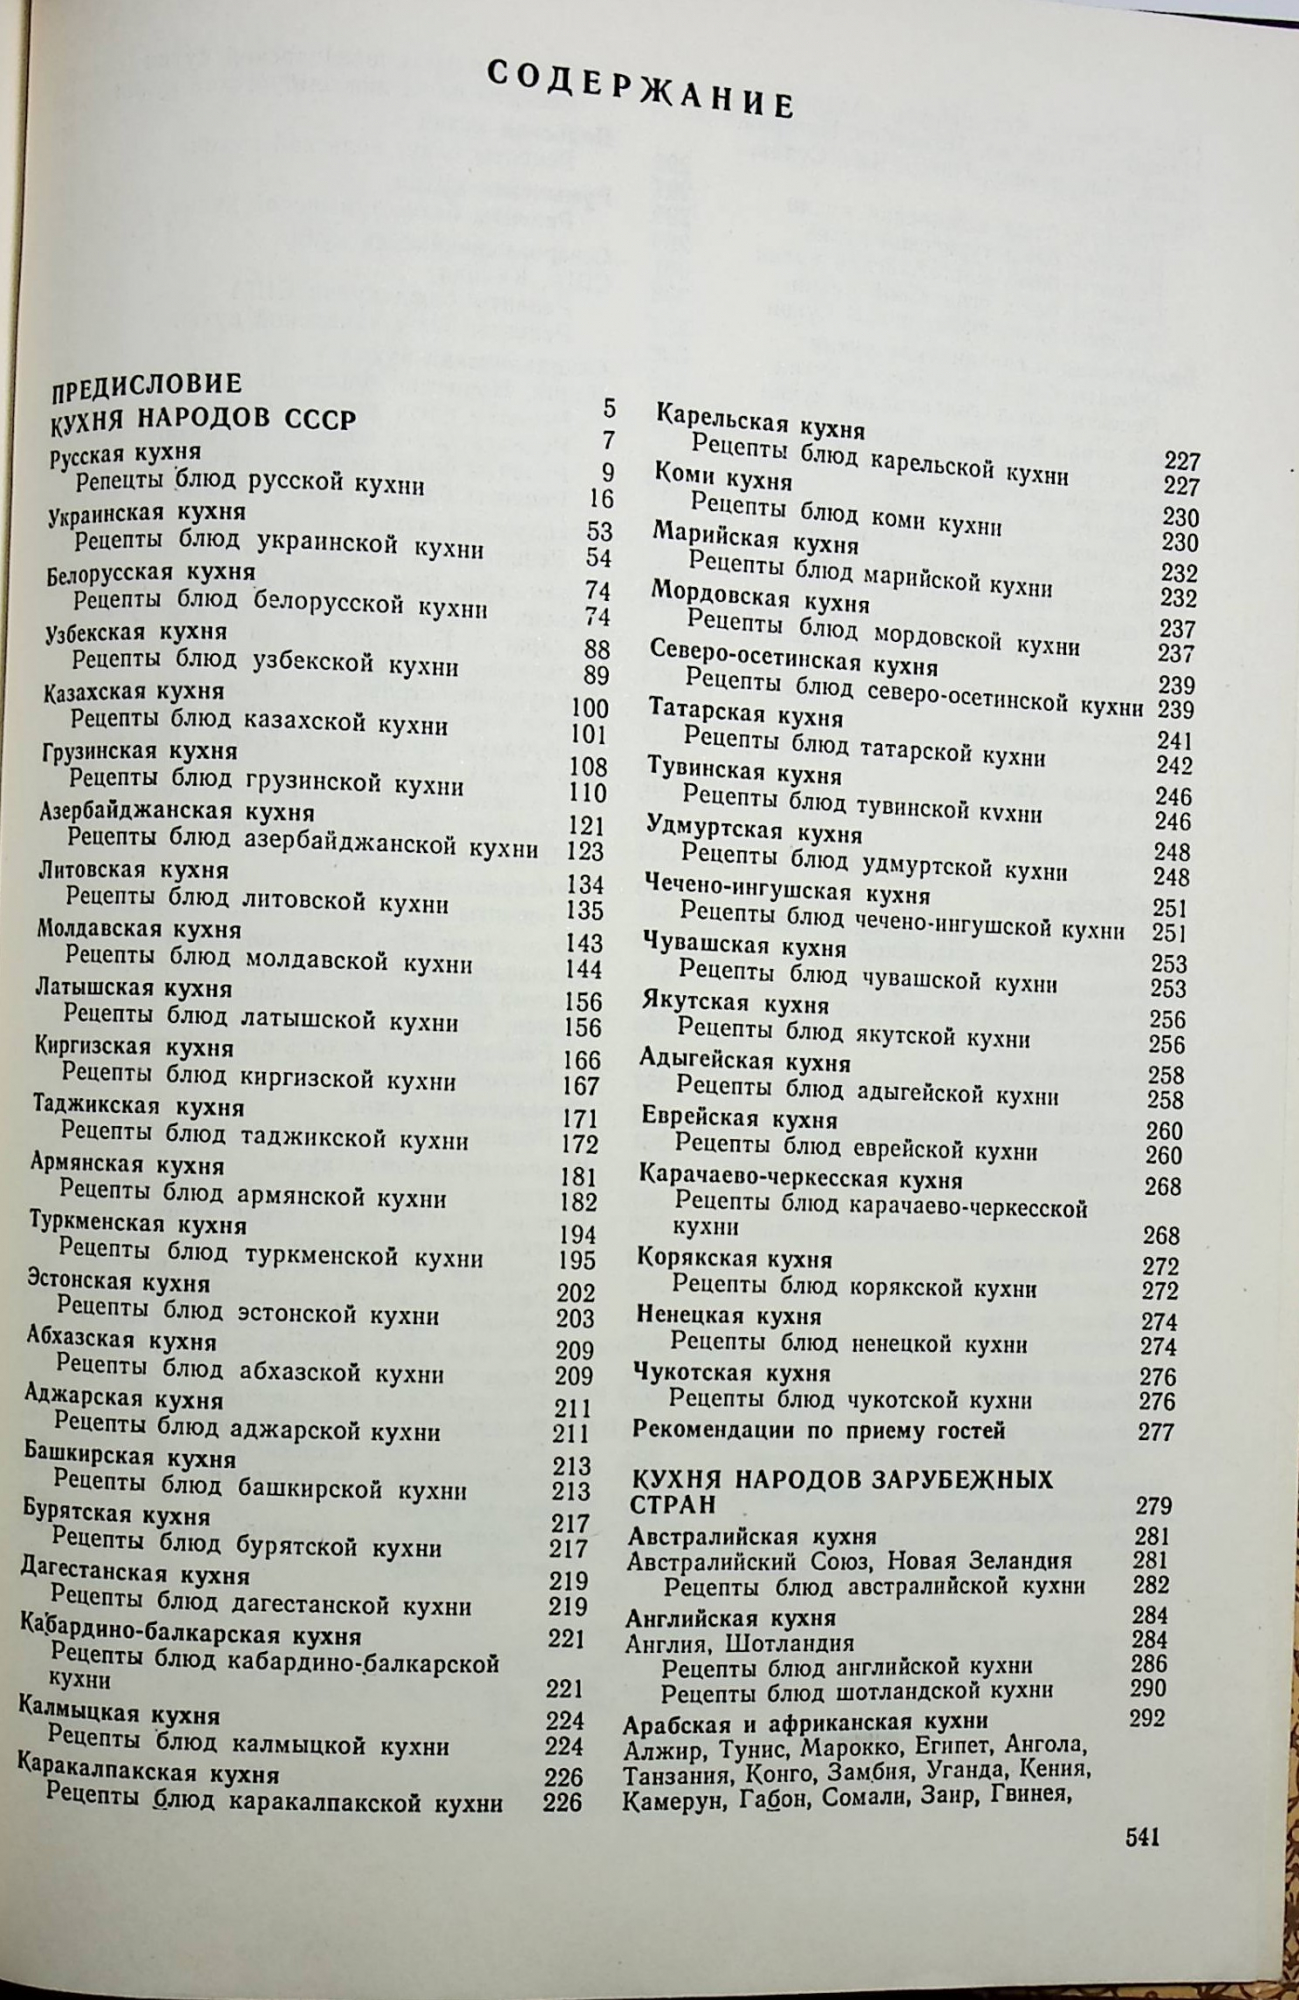 СОДЕРЖАНИЕ
ПРЕДИСЛОВИЕ 5
КУХНЯ НАРОДОВ СССР 7
Русская кухня 9
Репецты блюд русской кухни 16
Украинская кухня 53
Рецепты блюд украинской кухни 54
Белорусская кухня 74
Рецепты блюд белорусской кухни 74
Узбекская кухня 88
Рецепты блюд узбекской кухни 89
Казахская кухня 100
Рецепты блюд казахской кухни 101
Грузинская кухня 108
Рецепты блюд грузинской кухни 110
Азербайджанская кухня 121
Рецепты блюд азербайджанской кухни 123
Литовская кухня 134
Рецепты блюд литовской кухни 135
Молдавская кухня 143
Рецепты блюд молдавской кухни 144
Латышская кухня 156
Рецепты блюд латышской кухни 156
Киргизская кухня 166
Рецепты блюд киргизской кухни 167
Таджикская кухня 171
Рецепты блюд таджикской кухни 172
Армянская кухня 181
Рецепты блюд армянской кухни 182
Туркменская кухня 194
Рецепты блюд туркменской кухни 195
Эстонская кухня 202
Рецепты блюд эстонской кухни 203
Абхазская кухня 209
Рецепты блюд абхазской кухни 209
Аджарская кухня 211
Рецепты блюд аджарской кухни 211
Башкирская кухня 213
Рецепты блюд башкирской кухни 213
Бурятская кухня 217
Рецепты блюд бурятской кухни 217
Дагестанская кухня 219
Рецепты блюд дагестанской кухни 219
Кабардино-балкарская кухня 221
Рецепты блюд кабардино-балкарской
кухни 221
Калмыцкая кухня 224
Рецепты блюд калмыцкой кухни 224
Каракалпакская кухня 226
Рецепты блюд каракалпакской кухни 226
Карельская кухня 227
Рецепты блюд карельской кухни 227
Коми кухня 230
Рецепты блюд коми кухни 230
Марийская кухня 232
Рецепты блюд марийской кухни 232
Мордовская кухня 237
Рецепты блюд мордовской кухни 237
Северо-осетинская кухня 239
Рецепты блюд северо-осетинской кухни 239
Татарская кухня 241
Рецепты блюд татарской кухни 242
Тувинская кухня 246
Рецепты блюд тувинской кухни 246
Удмуртская кухня 248
Рецепты блюд удмуртской кухни 248
Чечено-ингушская кухня 251
Рецепты блюд чечено-ингушской кухни 251
Чувашская кухня 253
Рецепты блюд чувашской кухни 253
Якутская кухня 256
Рецепты блюд якутской кухни 256
Адыгейская кухня 258
Рецепты блюд адыгейской кухни 258
Еврейская кухня 260
Рецепты блюд еврейской кухни 260
Карачаево-черкесская кухня 268
Рецепты блюд карачаево-черкесской
кухни 268
Корякская кухня 272
Рецепты блюд корякской кухни 272
Ненецкая кухня 274
Рецепты блюд ненецкой кухни 274
Чукотская кухня 276
Рецепты блюд чукотской кухни 276
Рекомендации по приему гостей 277
КУХНЯ НАРОДОВ ЗАРУБЕЖНЫХ
СТРАН 279
Австралийская кухня 281
Австралийский Союз, Новая Зеландия 281
Рецепты блюд австралийской кухни 282
Английская кухня 284
Англия, Шотландия 284
Рецепты блюд английской кухни 286
Рецепты блюд шотландской кухни 290
Арабская и африканская кухни 292
Алжир, Тунис, Марокко, Египет, Ангола,
Танзания, Конго, Замбия, Уганда, Кения,
Камерун, Габон, Сомали, Заир, Гвинея,
541